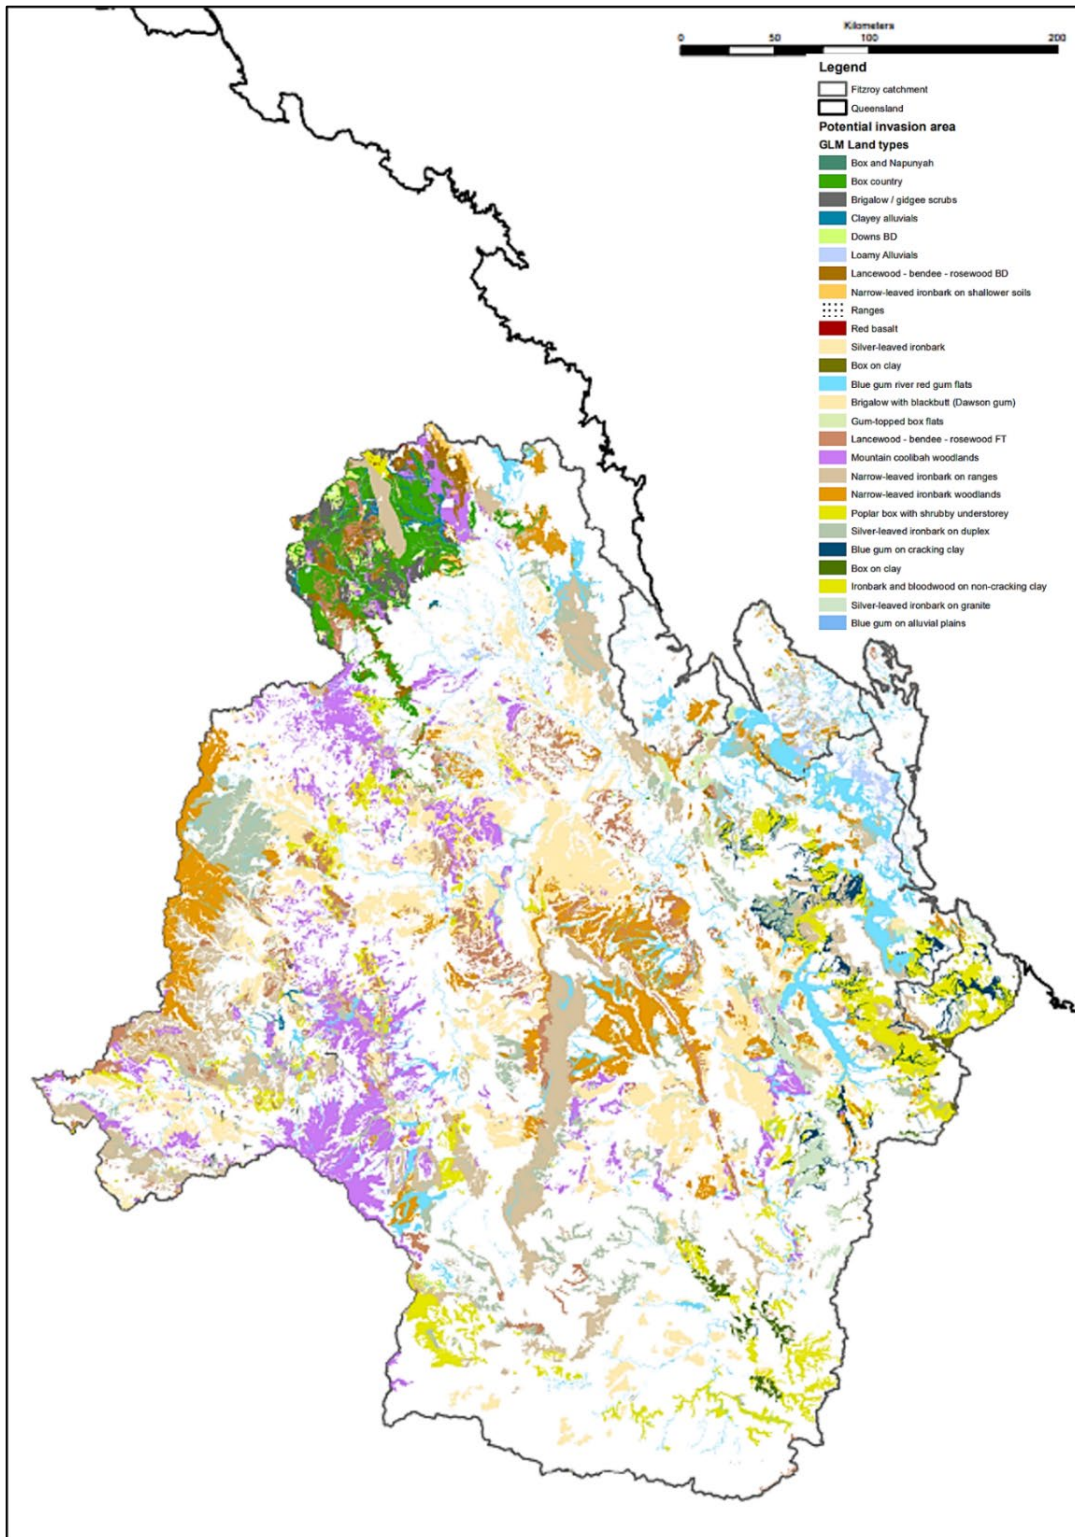 Kilometers
0 50 100 200
Legend
Fitzroy catchment
Queensland
Potential invasion area
GLM Land types
Box and Napunyah
Box country
Brigalow / gidgee scrubs
Clayey alluvials
Downs BD
Loamy Alluvials
Lancewood - bendee - rosewood BD
Narrow-leaved ironbark on shallower soils
Ranges
Red basalt
Silver-leaved ironbark
Box on clay
Blue gum river red gum flats
Brigalow with blackbutt (Dawson gum)
Gum-topped box flats
Lancewood - bendee - rosewood FT
Mountain coolibah woodlands
Narrow-leaved ironbark on ranges
Narrow-leaved ironbark woodlands
Poplar box with shrubby understorey
Silver-leaved ironbark on duplex
Blue gum on cracking clay
Box on clay
Ironbark and bloodwood on non-cracking clay
Silver-leaved ironbark on granite
Blue gum on alluvial plains